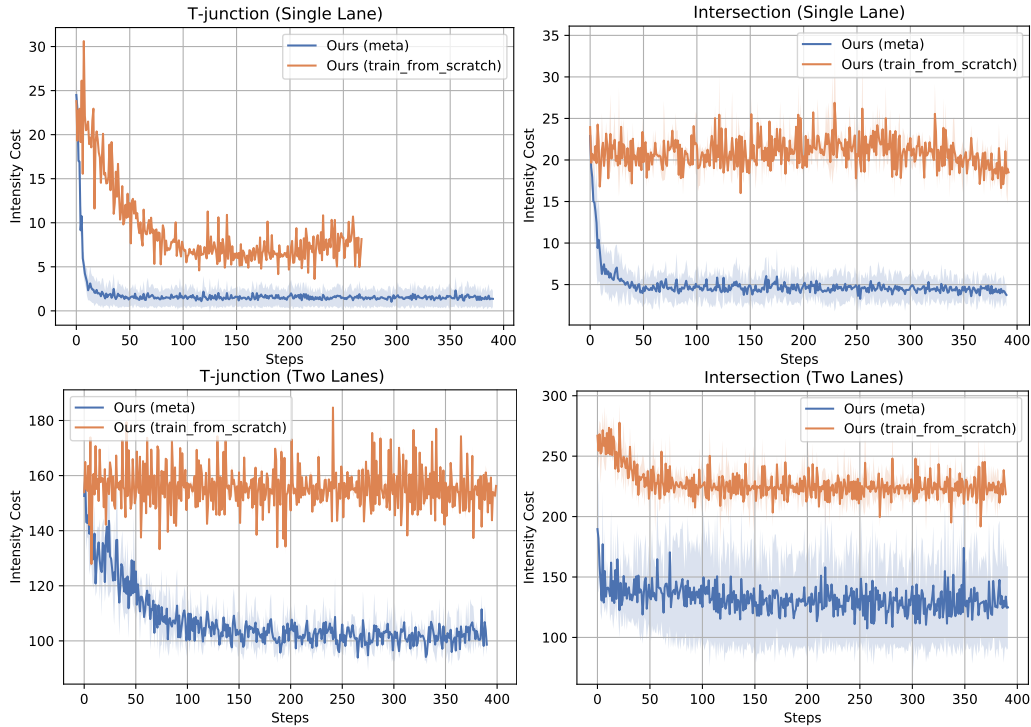 T-junction (Single Lane)
Intensity Cost
30
25
20
15
10
5
0
Ours (meta)
Ours (train_from_scratch)
0 50 100 150 200 250 300 350 400
Steps
Intersection (Single Lane)
Intensity Cost
35
30
25
20
15
10
5
Ours (meta)
Ours (train_from_scratch)
0 50 100 150 200 250 300 350 400
Steps
T-junction (Two Lanes)
Intensity Cost
180
160
140
120
100
Ours (meta)
Ours (train_from_scratch)
0 50 100 150 200 250 300 350 400
Steps
Intersection (Two Lanes)
Intensity Cost
300
250
200
150
100
Ours (meta)
Ours (train_from_scratch)
0 50 100 150 200 250 300 350 400
Steps